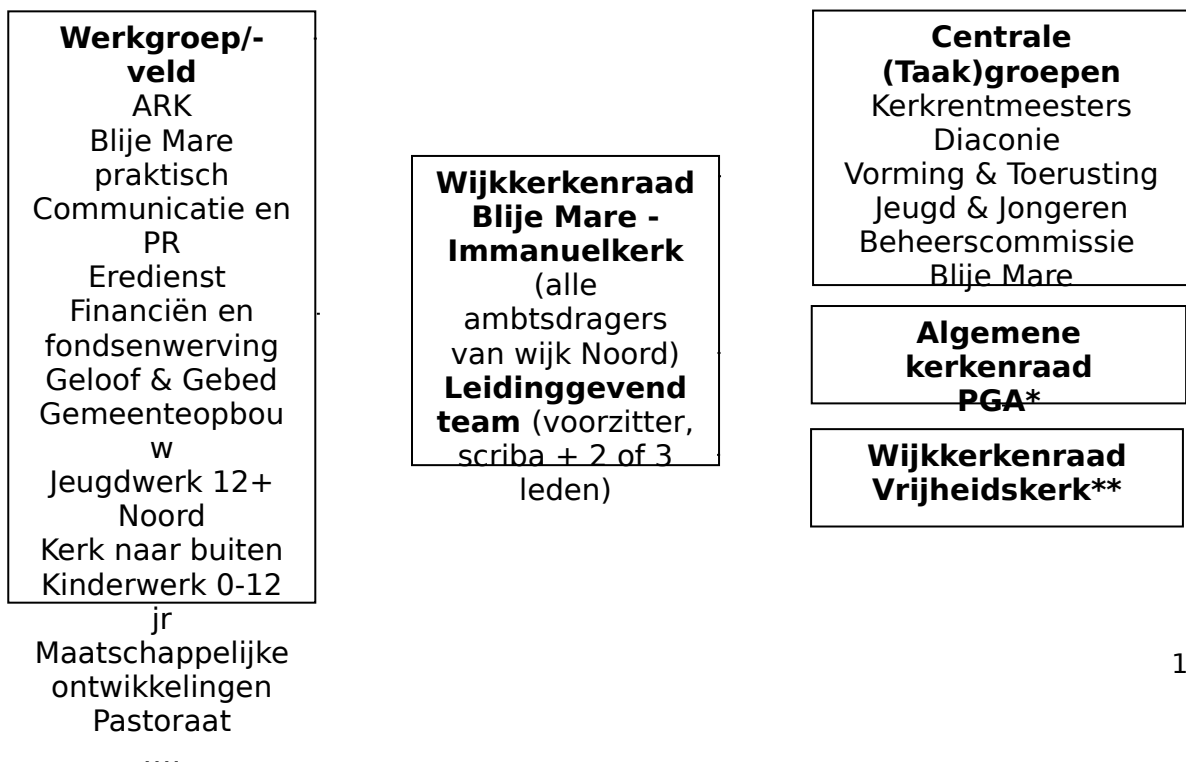 Werkgroep/-
veld
ARK
Blije Mare
praktisch
Communicatie en
PR
Eredienst
Financiën en
fondsenwerving
Geloof & Gebed
Gemeenteopbou
w
Jeugdwerk 12+
Noord
Kerk naar buiten
Kinderwerk 0-12
jr
Maatschappelijke
ontwikkelingen
Pastoraat
....
Wijkkerkenraad
Blije Mare -
Immanuelkerk
(alle
ambtsdragers
van wijk Noord)
Leidinggevend
team (voorzitter,
scriba + 2 of 3
leden)
Centrale
(Taak)groepen
Kerkrentmeesters
Diaconie
Vorming & Toerusting
Jeugd & Jongeren
Beheerscommissie
Blije Mare
Algemene
kerkenraad
PGA*
Wijkkerkenraad
Vrijheidskerk**
1